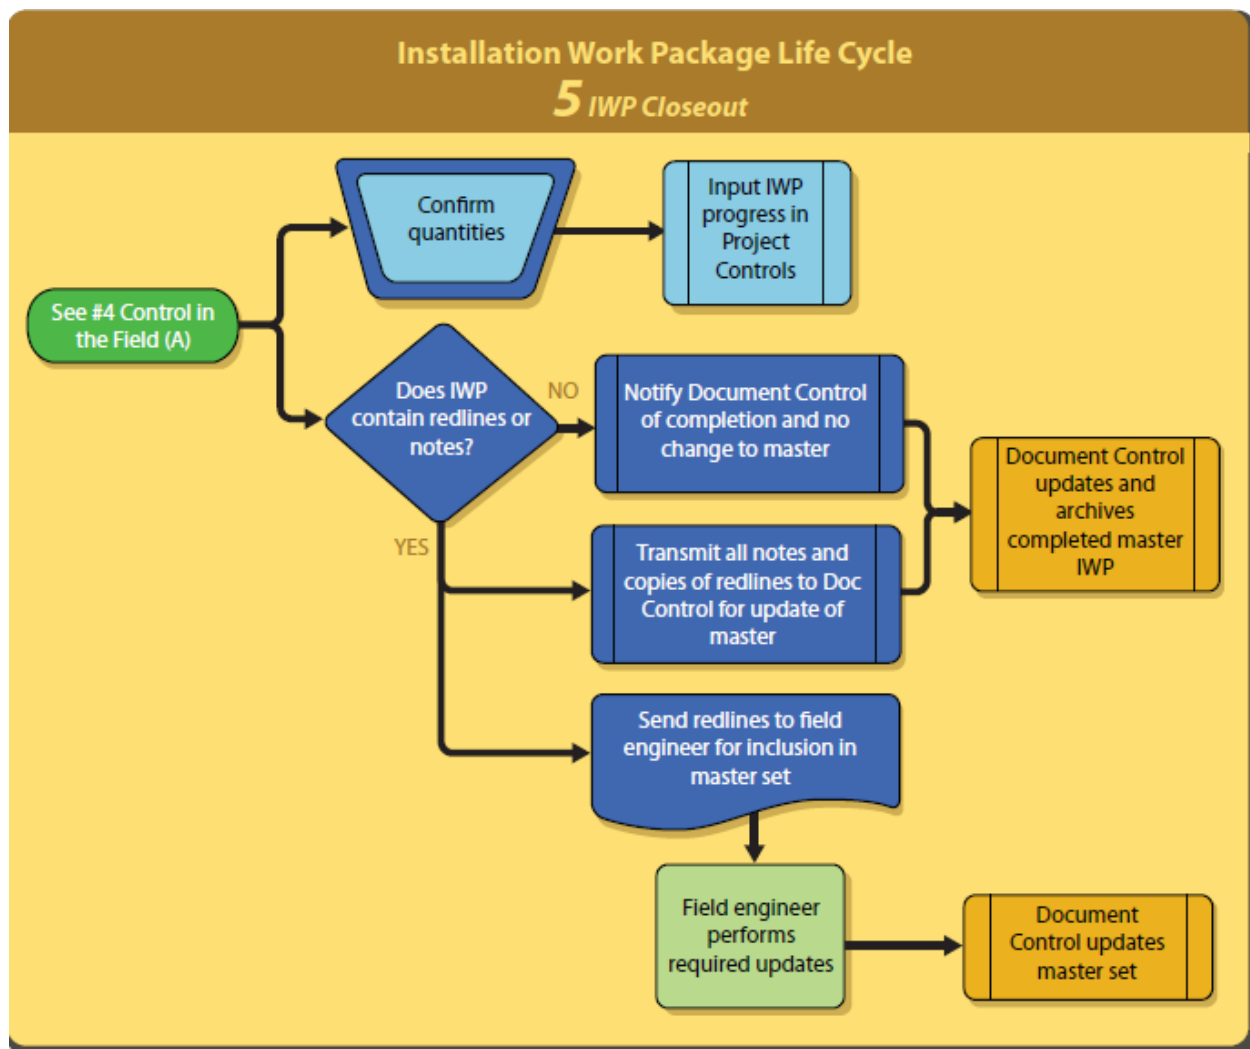 Installation Work Package Life Cycle
5 IWP Closeout
Confirm
quantities
Input IWP
progress in
Project
Controls
See #4 Control in
the Field (A)
Does IWP
contain redlines or
notes?
NO
Notify Document Control
of completion and no
change to master
Document Control
updates and
archives
completed master
IWP
YES
Transmit all notes and
copies of redlines to Doc
Control for update of
master
Send redlines to field
engineer for inclusion in
master set
Field engineer
performs
required updates
Document
Control updates
master set